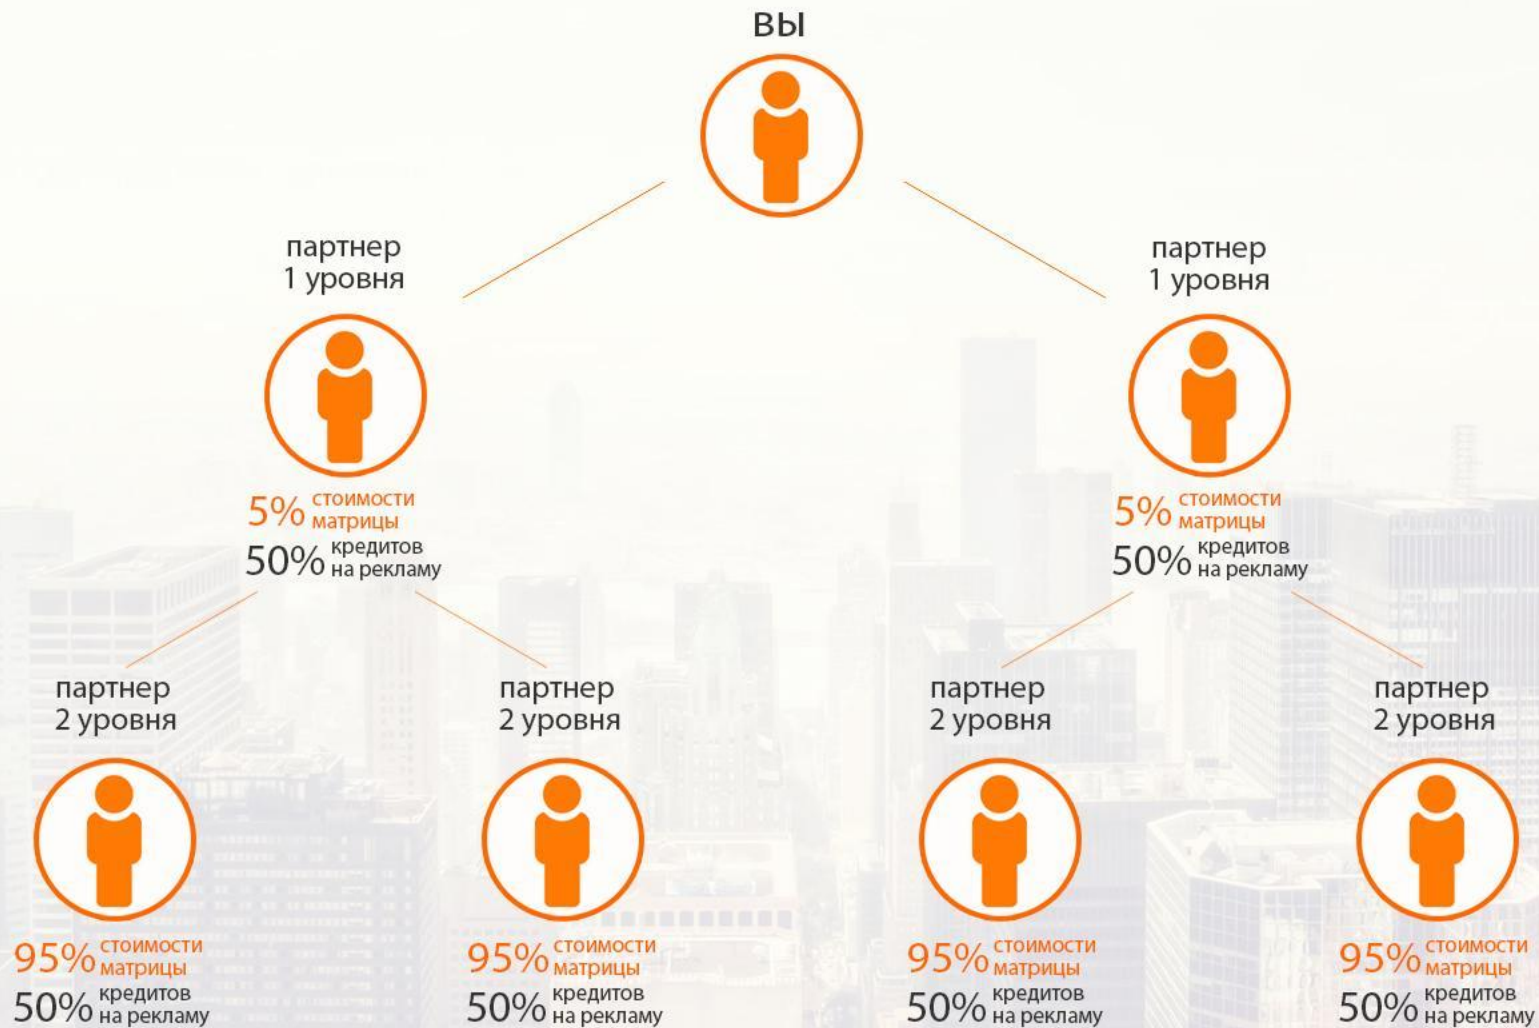 ВЫ
партнер
1 уровня
партнер
1 уровня
5% стоимости
матрицы
50% кредитов
на рекламу
5% стоимости
матрицы
50% кредитов
на рекламу
партнер
2 уровня
партнер
2 уровня
партнер
2 уровня
партнер
2 уровня
95% стоимости
матрицы
50% кредитов
на рекламу
95% стоимости
матрицы
50% кредитов
на рекламу
95% стоимости
матрицы
50% кредитов
на рекламу
95% стоимости
матрицы
50% кредитов
на рекламу